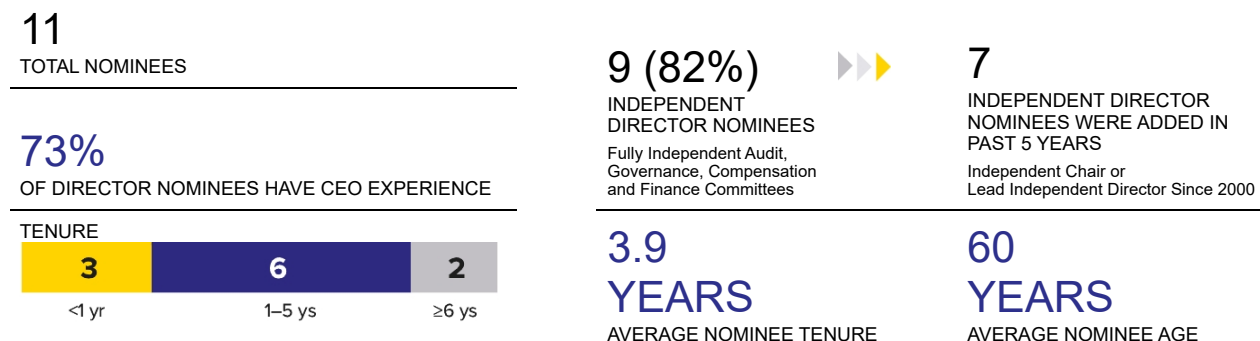 11
TOTAL NOMINEES
73%
OF DIRECTOR NOMINEES HAVE CEO EXPERIENCE
TENURE
3 6 2
<1 yr 1–5 ys ≥6 ys
9 (82%)
INDEPENDENT
DIRECTOR NOMINEES
Fully Independent Audit,
Governance, Compensation
and Finance Committees
7
INDEPENDENT DIRECTOR
NOMINEES WERE ADDED IN
PAST 5 YEARS
Independent Chair or
Lead Independent Director Since 2000
3.9
YEARS
AVERAGE NOMINEE TENURE
60
YEARS
AVERAGE NOMINEE AGE